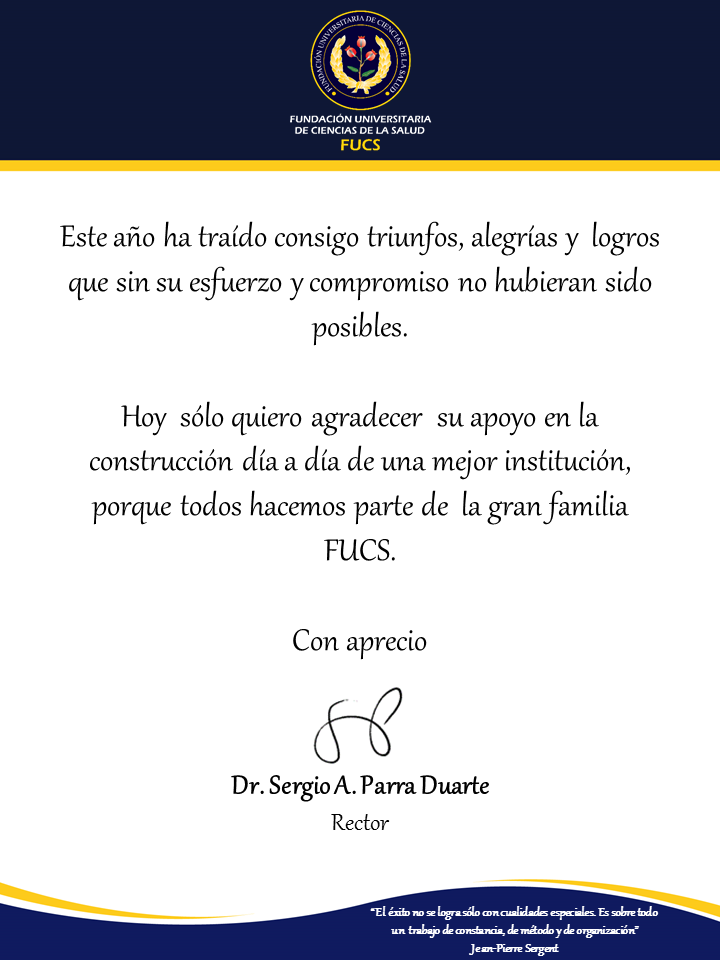 FUNDACIÓN UNIVERSITARIA DE CIENCIAS DE LA SALUD
FUNDACIÓN UNIVERSITARIA
DE CIENCIAS DE LA SALUD
FUCS
Este año ha traído consigo triunfos, alegrías y logros
que sin su esfuerzo y compromiso no hubieran sido
posibles.
Hoy sólo quiero agradecer su apoyo en la
construcción día a día de una mejor institución,
porque todos hacemos parte de la gran familia
FUCS.
Con aprecio
Dr. Sergio A. Parra Duarte
Rector
“El éxito no se logra sólo con cualidades especiales. Es sobre todo
un trabajo de constancia, de método y de organización”
Jean-Pierre Sergent